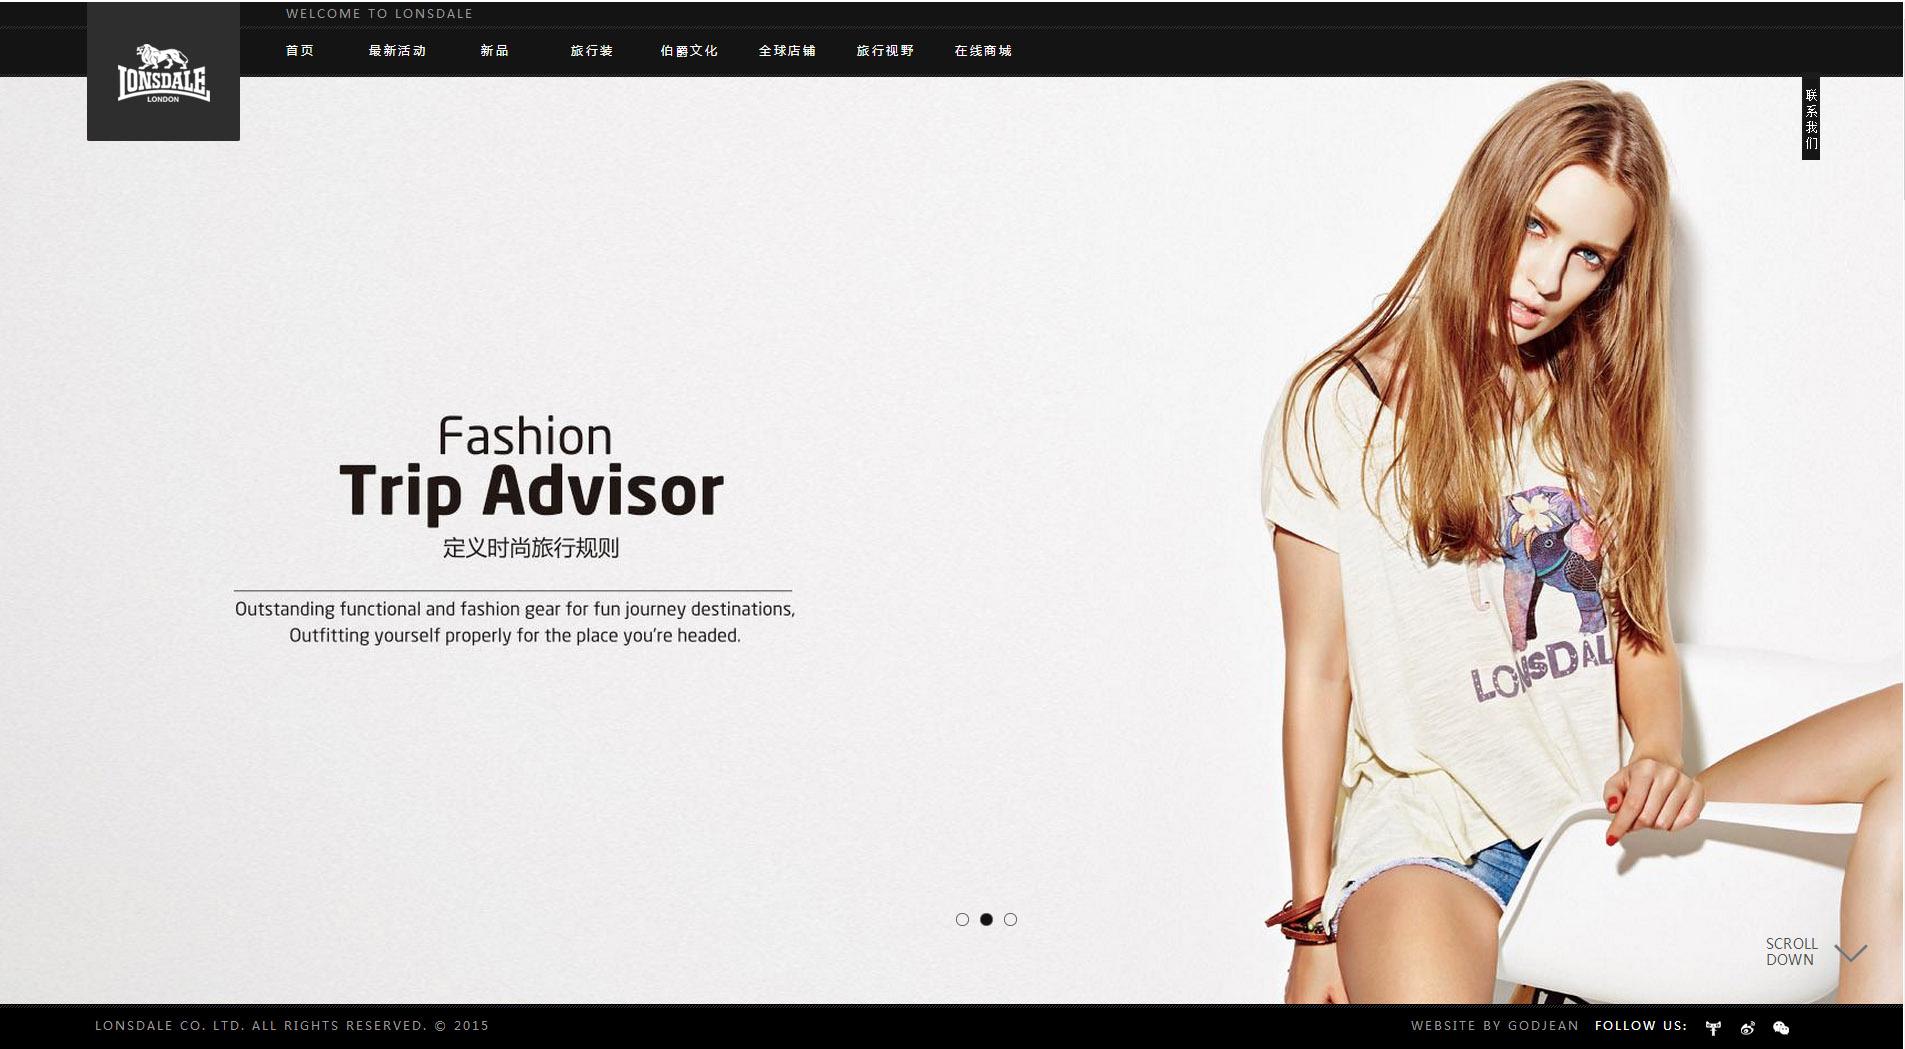 WELCOME TO LONSDALE
LONSDALE
LONDON
首页 最新活动 新品 旅行装 伯爵文化 全球店铺 旅行视野 在线商城
联系我们
Fashion
Trip Advisor
定义时尚旅行规则
Outstanding functional and fashion gear for fun journey destinations,
Outfitting yourself properly for the place you're headed.
LONSDAL
SCROLL
DOWN
LONSDALE CO. LTD. ALL RIGHTS RESERVED. © 2015
WEBSITE BY GODJEAN FOLLOW US: